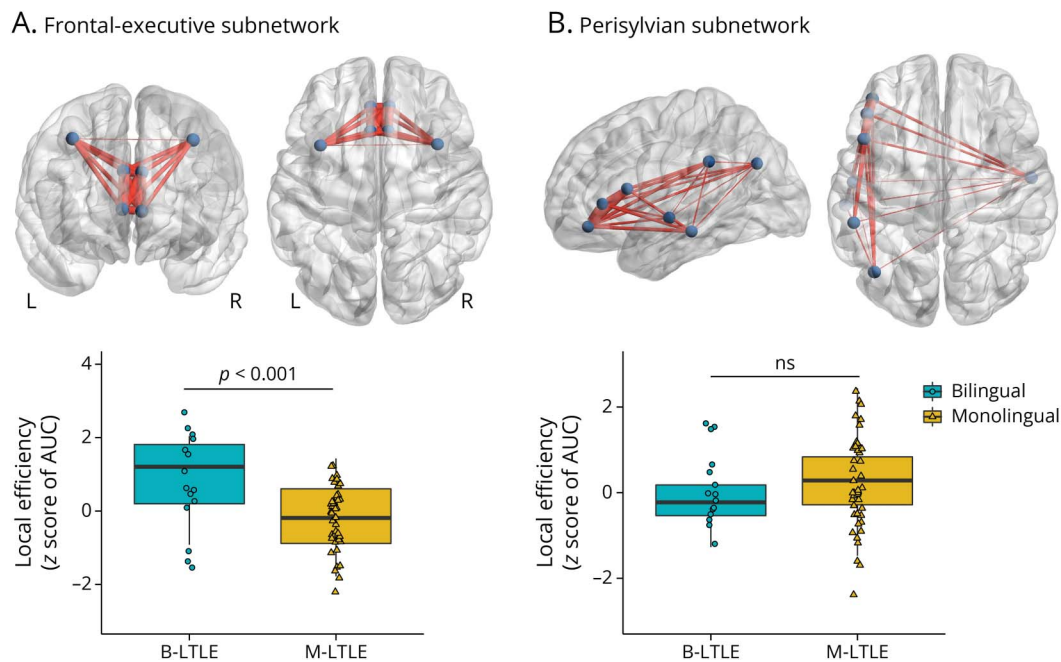 A. Frontal-executive subnetwork
L
R
L
R
4
2
0
–2
Local efficiency
(z score of AUC)
p < 0.001
B-LTLE
M-LTLE
B. Perisylvian subnetwork
2
0
–2
Local efficiency
(z score of AUC)
ns
Bilingual
Monolingual
B-LTLE
M-LTLE